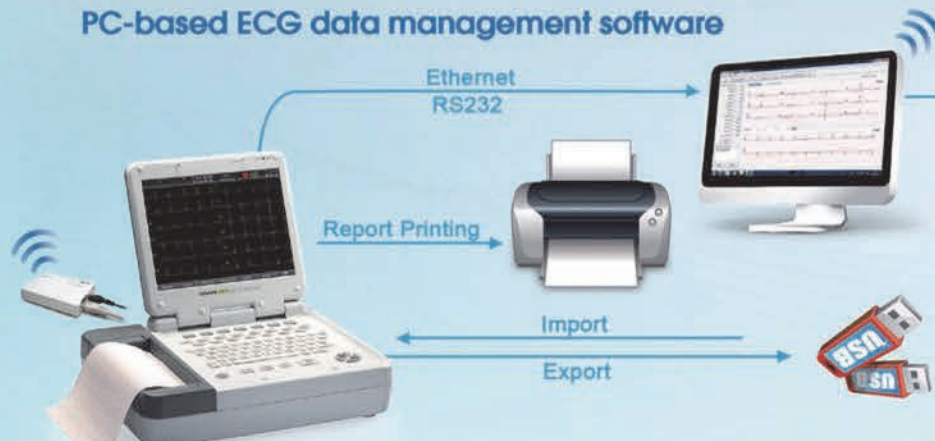 PC-based ECG data management software
Ethernet
RS232
Report Printing
Import
Export
USB
USB